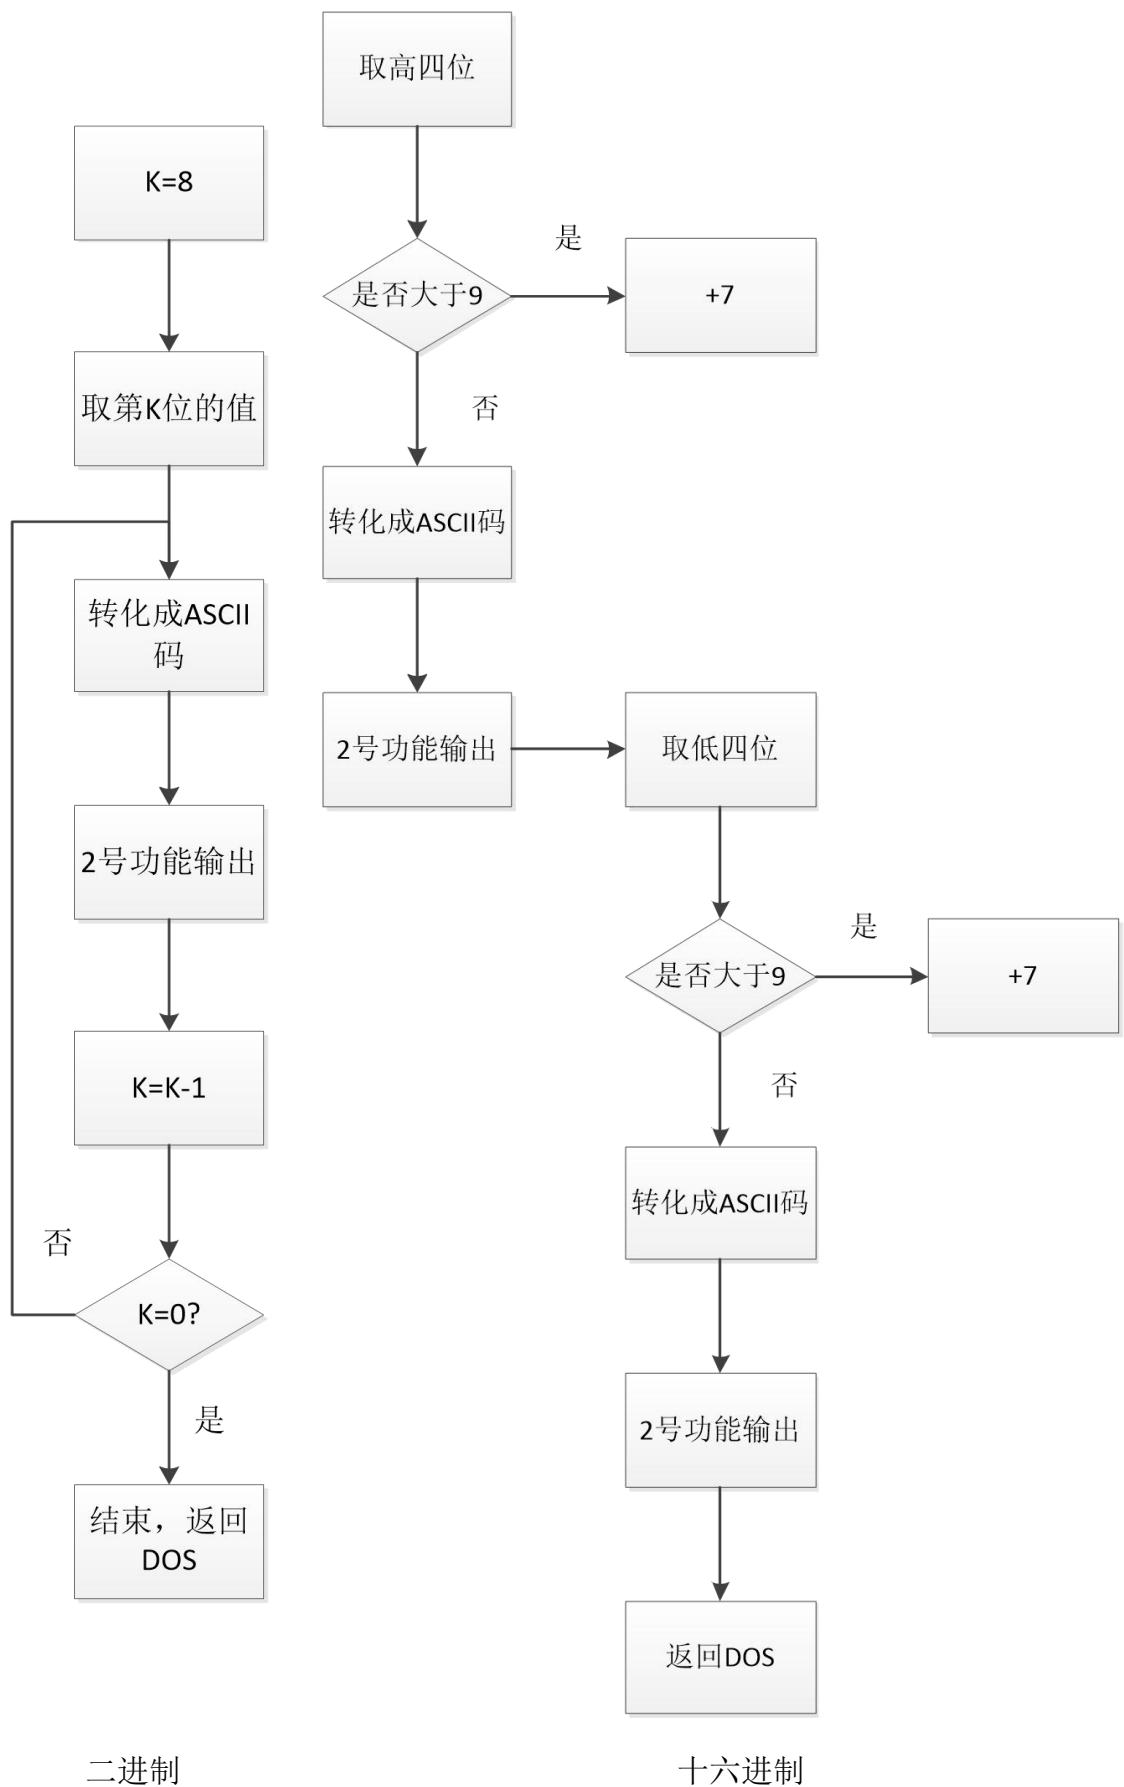 K=8
取第K位的值
转化成ASCII
码
2号功能输出
K=K-1
否
K=0?
是
结束，返回
DOS
二进制
取高四位
是否大于9
是
+7
否
转化成ASCII码
2号功能输出
取低四位
是否大于9
是
+7
否
转化成ASCII码
2号功能输出
返回DOS
十六进制